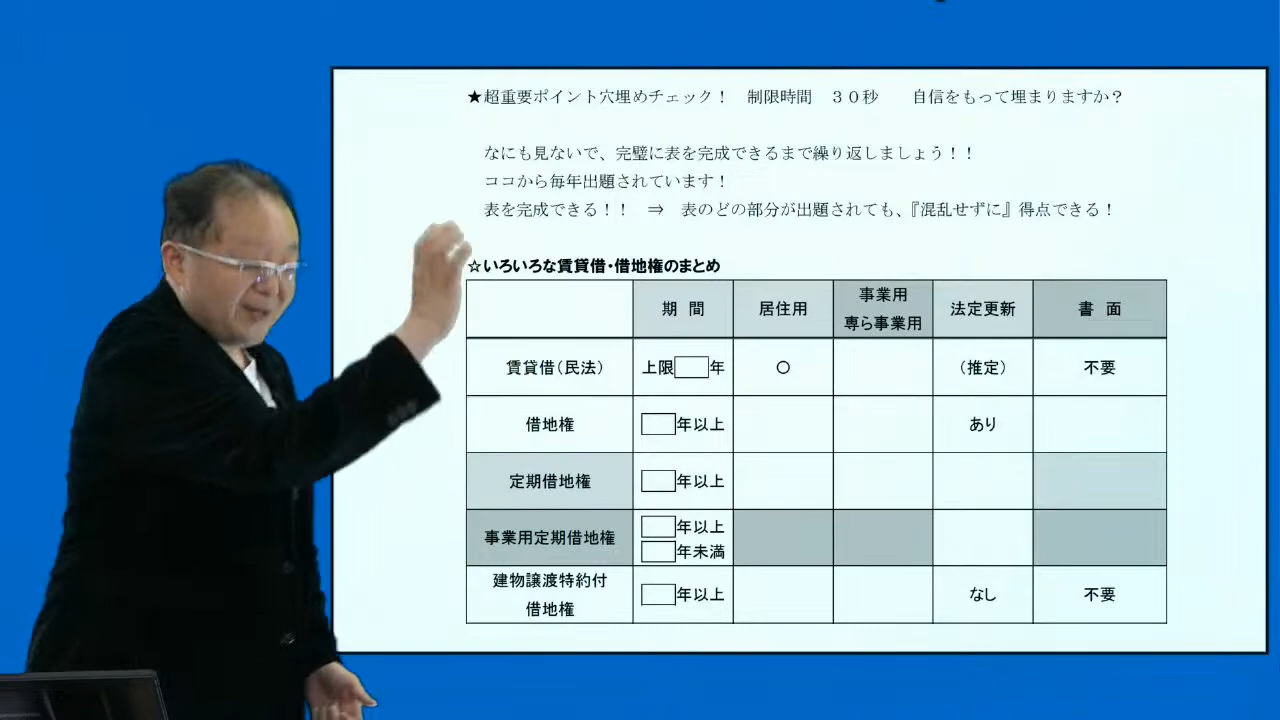 ★超重要ポイント穴埋めチェック！　制限時間　３０秒　　自信をもって埋まりますか？
なにも見ないで、完璧に表を完成できるまで繰り返しましょう！！
ココから毎年出題されています！
表を完成できる！！　⇒　表のどの部分が出題されても、『混乱せずに』得点できる！
☆いろいろな賃貸借・借地権のまとめ
期 間 居住用 事業用 専ら事業用 法定更新 書 面
賃貸借（民法） 上限 年 ○ （推定） 不要
借地権 年以上 あり
定期借地権 年以上
事業用定期借地権 年以上 年未満
建物譲渡特約付 借地権 年以上 なし 不要